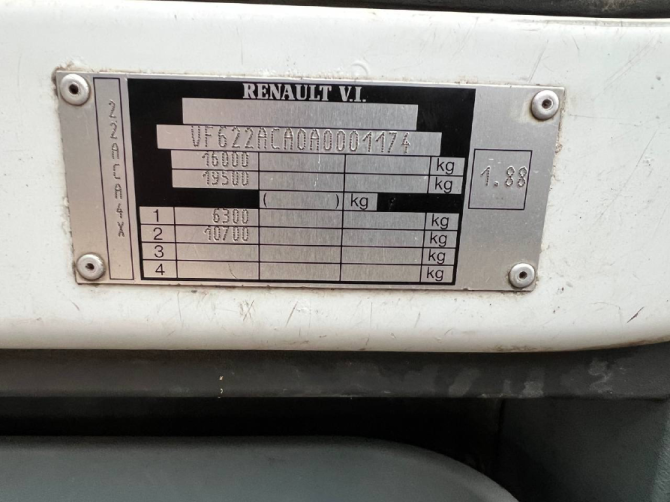 RENAULT V.I.
VF622ACA0A0001174
16000 kg
19500 kg
( ) kg
1 6300 kg
2 10700 kg
3 kg
4 kg
22ACA4X
1.88